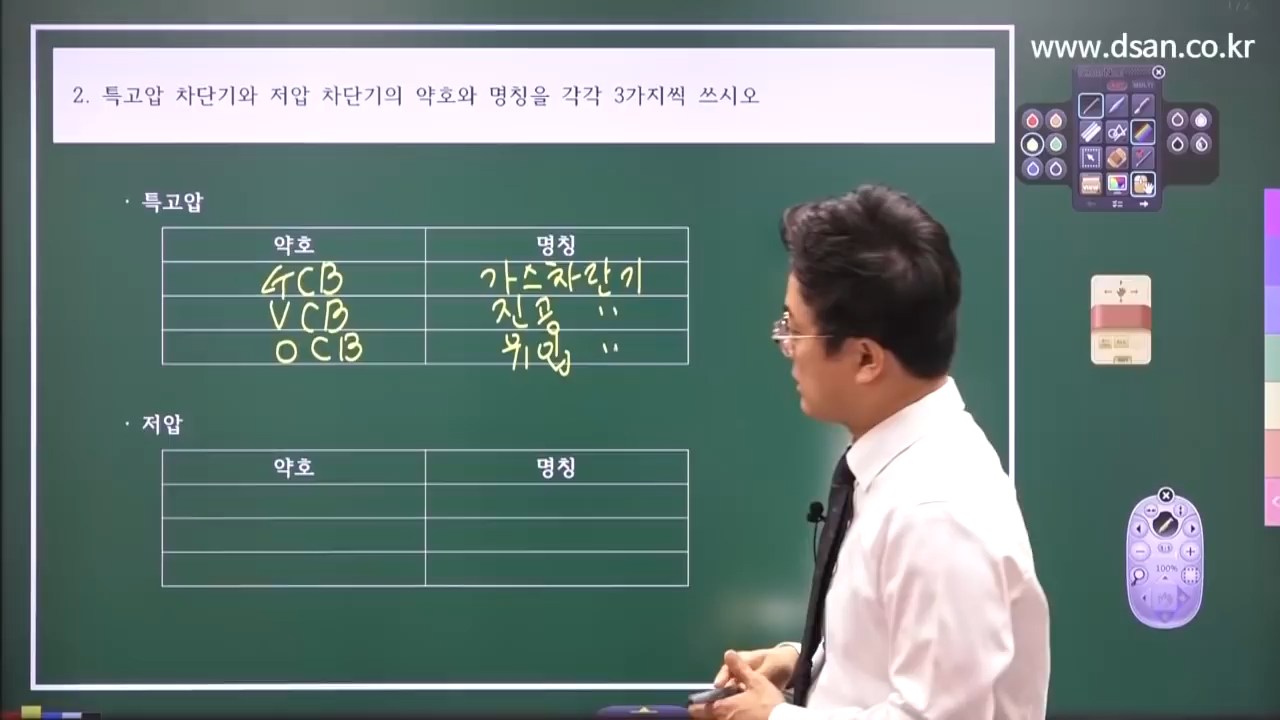 www.dsan.co.kr
2. 특고압 차단기와 저압 차단기의 약호와 명칭을 각각 3가지씩 쓰시오
· 특고압
약호 명칭
GCB 가스차단기
VCB 진공 〃
OCB 유입 〃
· 저압
약호 명칭
100%